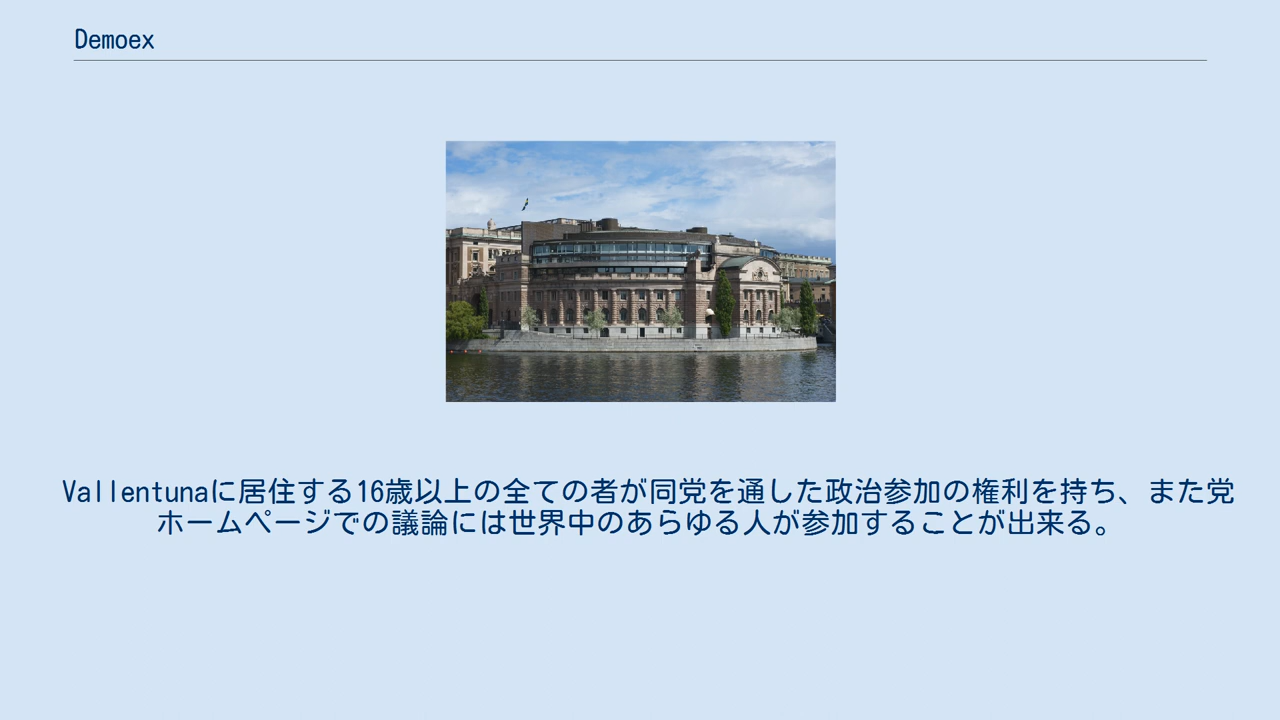 Demoex
Vallentunaに居住する16歳以上の全ての者が同党を通した政治参加の権利を持ち、また党
ホームページでの議論には世界中のあらゆる人が参加することが出来る。